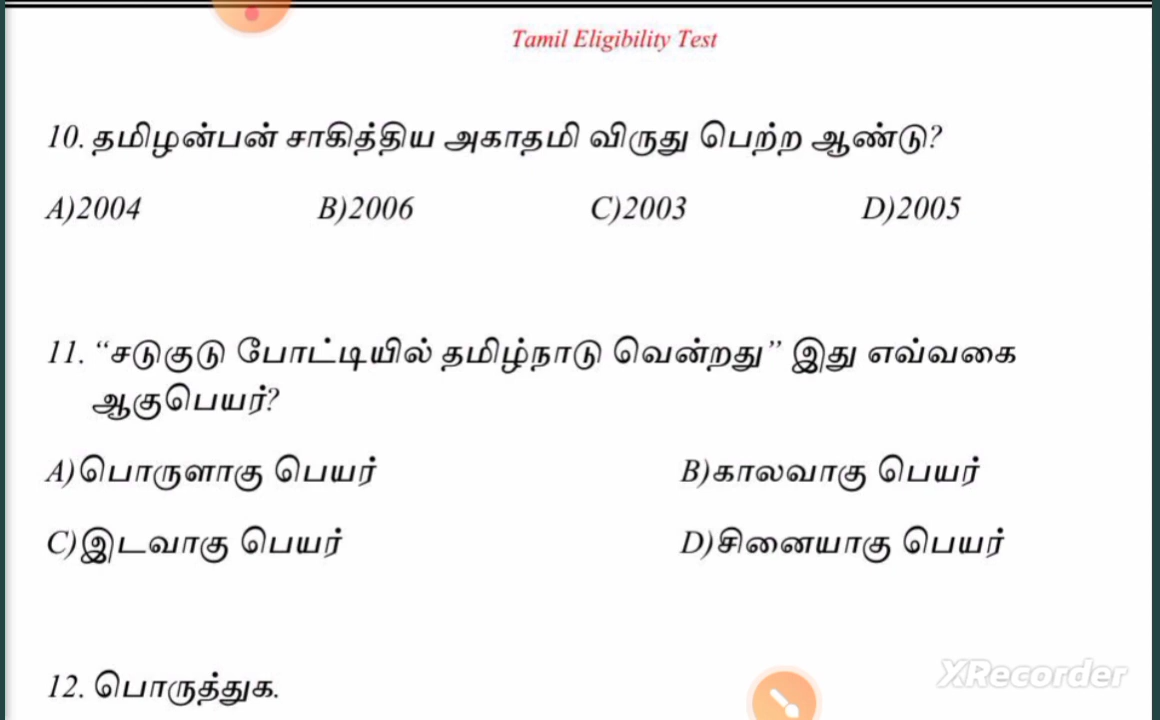 Tamil Eligibility Test
10. தமிழன்பன் சாகித்திய அகாதமி விருது பெற்ற ஆண்டு?
A)2004 B)2006 C)2003 D)2005
11. “சடுகுடு போட்டியில் தமிழ்நாடு வென்றது” இது எவ்வகை
ஆகுபெயர்?
A)பொருளாகு பெயர் B)காலவாகு பெயர்
C)இடவாகு பெயர் D)சினையாகு பெயர்
12. பொருத்துக.
XRecorder